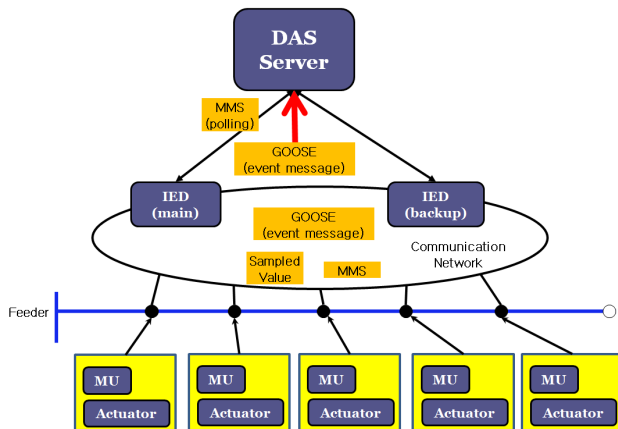 DAS
Server
MMS
(polling)
GOOSE
(event message)
IED
(main)
IED
(backup)
GOOSE
(event message)
Communication
Network
Sampled
Value
MMS
Feeder
MU
MU
MU
MU
MU
Actuator
Actuator
Actuator
Actuator
Actuator